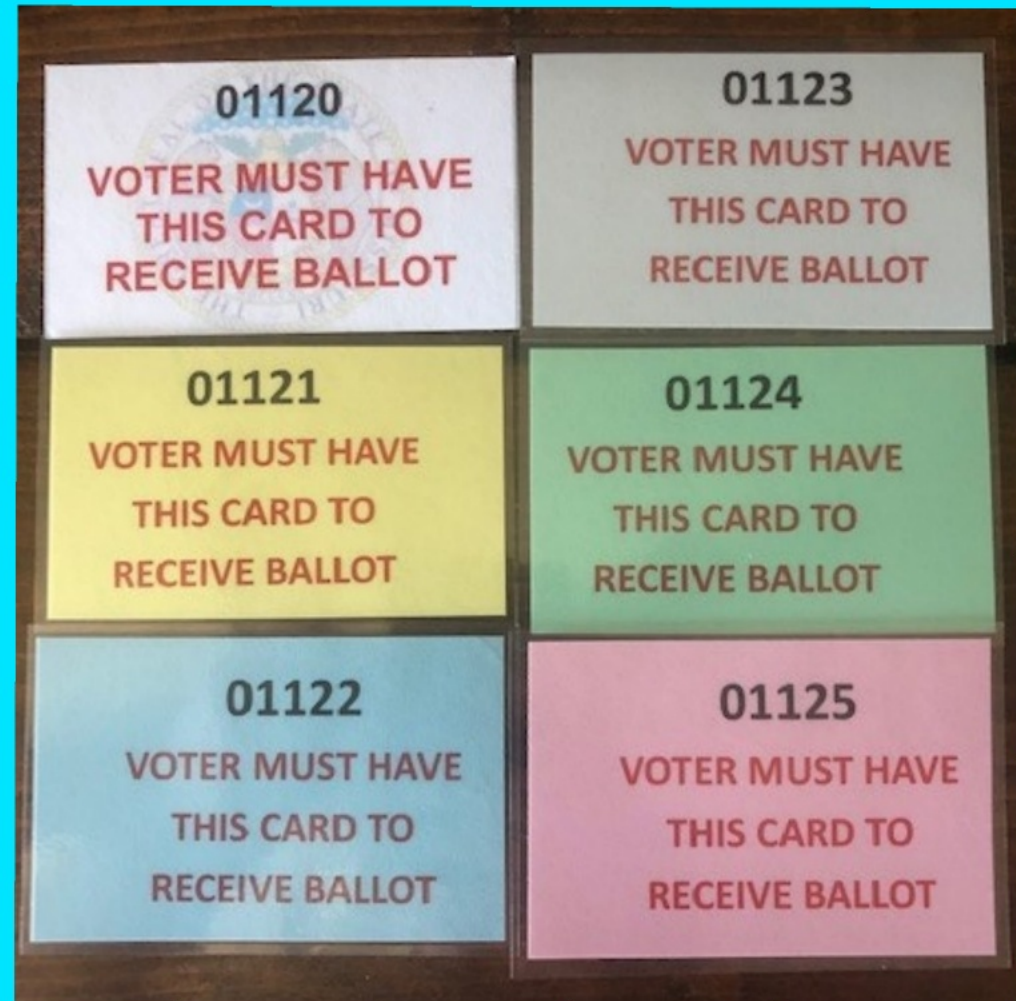 01120
VOTER MUST HAVE
THIS CARD TO
RECEIVE BALLOT
01123
VOTER MUST HAVE
THIS CARD TO
RECEIVE BALLOT
01121
VOTER MUST HAVE
THIS CARD TO
RECEIVE BALLOT
01124
VOTER MUST HAVE
THIS CARD TO
RECEIVE BALLOT
01122
VOTER MUST HAVE
THIS CARD TO
RECEIVE BALLOT
01125
VOTER MUST HAVE
THIS CARD TO
RECEIVE BALLOT